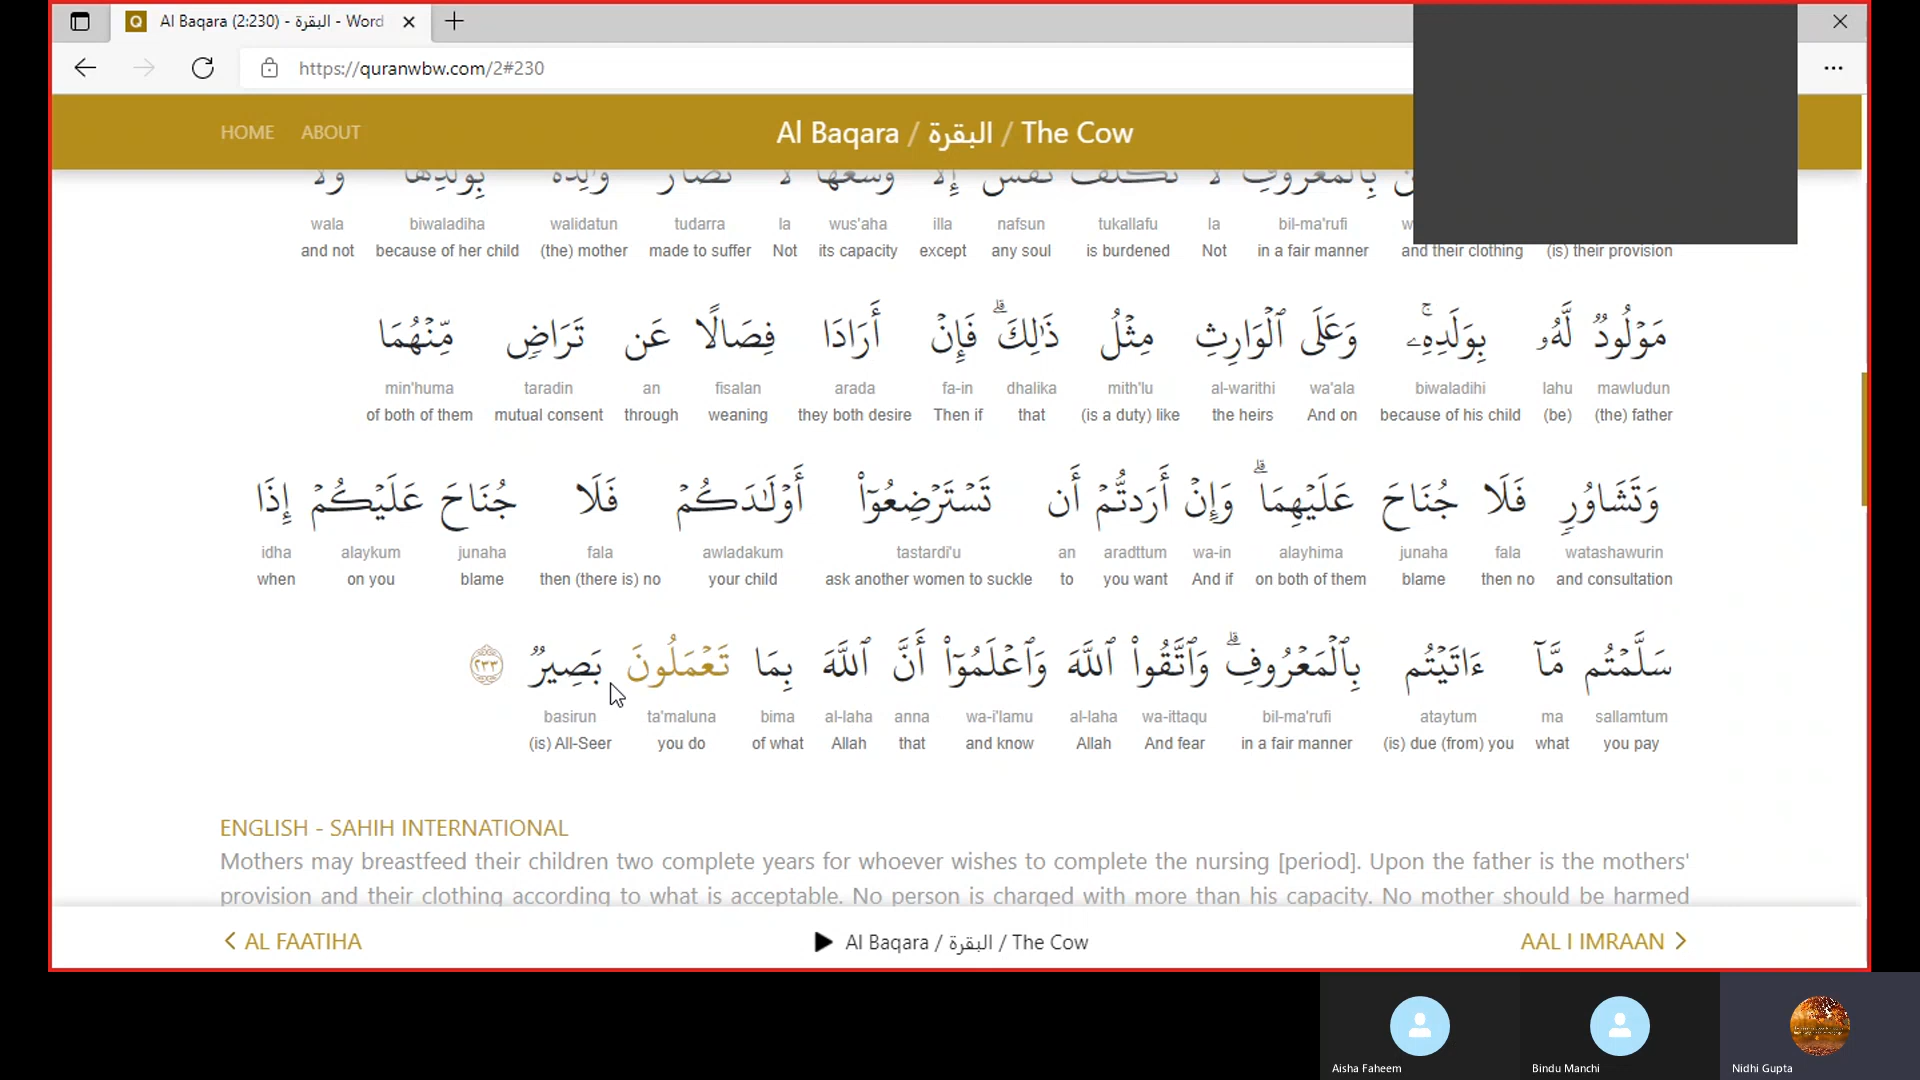 Al Baqara (2:230) - البقرة - Word
https://quranwbw.com/2#230
HOME ABOUT Al Baqara / البقرة / The Cow
بِٱلۡمَعۡرُوفِۚ لَا تُكَلَّفُ نَفۡسٌ إِلَّا وُسۡعَهَاۚ لَا تُضَآرَّ وَٰلِدَةُۢ بِوَلَدِهَا وَلَا
bil-ma'rufi la tukallafu nafsun illa wus'aha la tudarra walidatun biwaladiha wala
(is) their provision and their clothing in a fair manner Not is burdened any soul except its capacity Not made to suffer (the) mother because of her child and not
مَوۡلُودٞ لَّهُۥ بِوَلَدِهِۦۚ وَعَلَى ٱلۡوَارِثِ مِثۡلُ ذَٰلِكَۗ فَإِنۡ أَرَادَا فِصَالًا عَن تَرَاضٖ مِّنۡهُمَا
mawludun lahu biwaladihi wa'ala al-warithi mith'lu dhalika fa-in arada fisalan an taradin min'huma
(the) father (be) because of his child And on the heirs (is a duty) like that Then if they both desire weaning through mutual consent of both of them
وَتَشَاوُرٖ فَلَا جُنَاحَ عَلَيۡهِمَاۗ وَإِنۡ أَرَدتُّمۡ أَن تَسۡتَرۡضِعُوٓاْ أَوۡلَٰدَكُمۡ فَلَا جُنَاحَ عَلَيۡكُمۡ إِذَا
watashawurin fala junaha alayhima wa-in aradttum an tastardi'u awladakum fala junaha alaykum idha
and consultation then no blame on both of them And if you want to ask another women to suckle your child then (there is) no blame on you when
سَلَّمۡتُم مَّآ ءَاتَيۡتُم بِٱلۡمَعۡرُوفِۗ وَٱتَّقُواْ ٱللَّهَ وَٱعۡلَمُوٓاْ أَنَّ ٱللَّهَ بِمَا تَعۡمَلُونَ بَصِيرٞ ٢٣٣
sallamtum ma ataytum bil-ma'rufi wa-ittaqu al-laha wa-i'lamu anna al-laha bima ta'maluna basirun
you pay what (is) due (from) you in a fair manner And fear Allah and know that Allah of what you do (is) All-Seer
ENGLISH - SAHIH INTERNATIONAL
Mothers may breastfeed their children two complete years for whoever wishes to complete the nursing [period]. Upon the father is the mothers'
provision and their clothing according to what is acceptable. No person is charged with more than his capacity. No mother should be harmed
AL FAATIHA Al Baqara / البقرة / The Cow AAL I IMRAAN
Aisha Faheem Bindu Manchi Nidhi Gupta